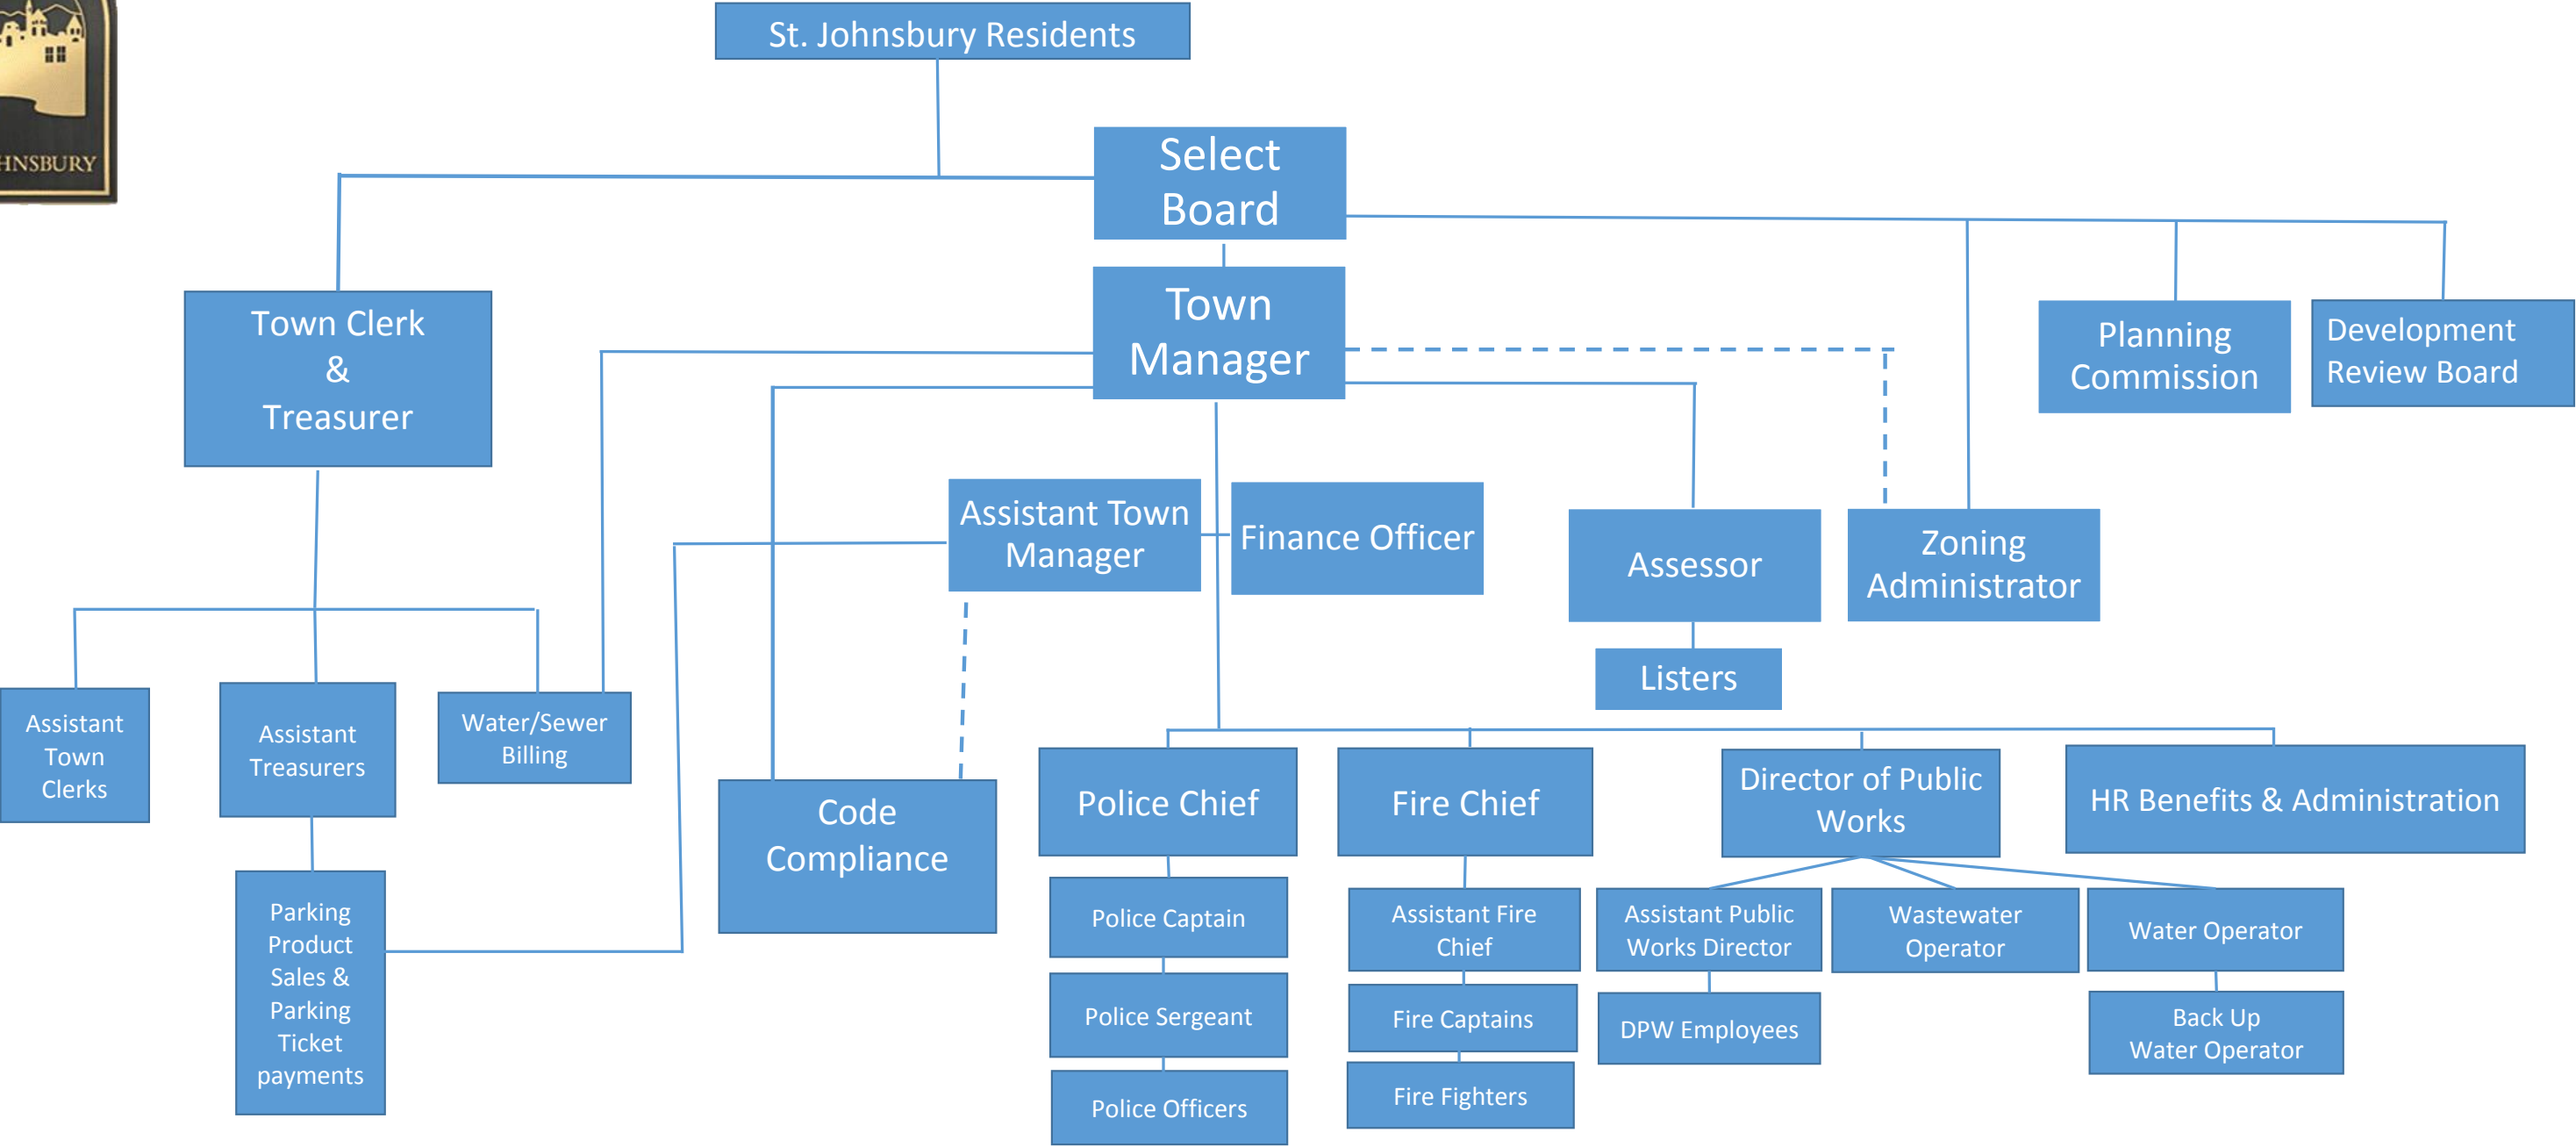 HNSBURY
St. Johnsbury Residents
Select
Board
Town
Manager
Town Clerk
&
Treasurer
Planning
Commission
Development
Review Board
Assistant Town
Manager
Finance Officer
Assessor
Zoning
Administrator
Listers
Assistant
Town
Clerks
Assistant
Treasurers
Water/Sewer
Billing
Code
Compliance
Police Chief
Fire Chief
Director of Public
Works
HR Benefits & Administration
Parking
Product
Sales &
Parking
Ticket
payments
Police Captain
Assistant Fire
Chief
Assistant Public
Works Director
Wastewater
Operator
Water Operator
Police Sergeant
Fire Captains
DPW Employees
Back Up
Water Operator
Police Officers
Fire Fighters